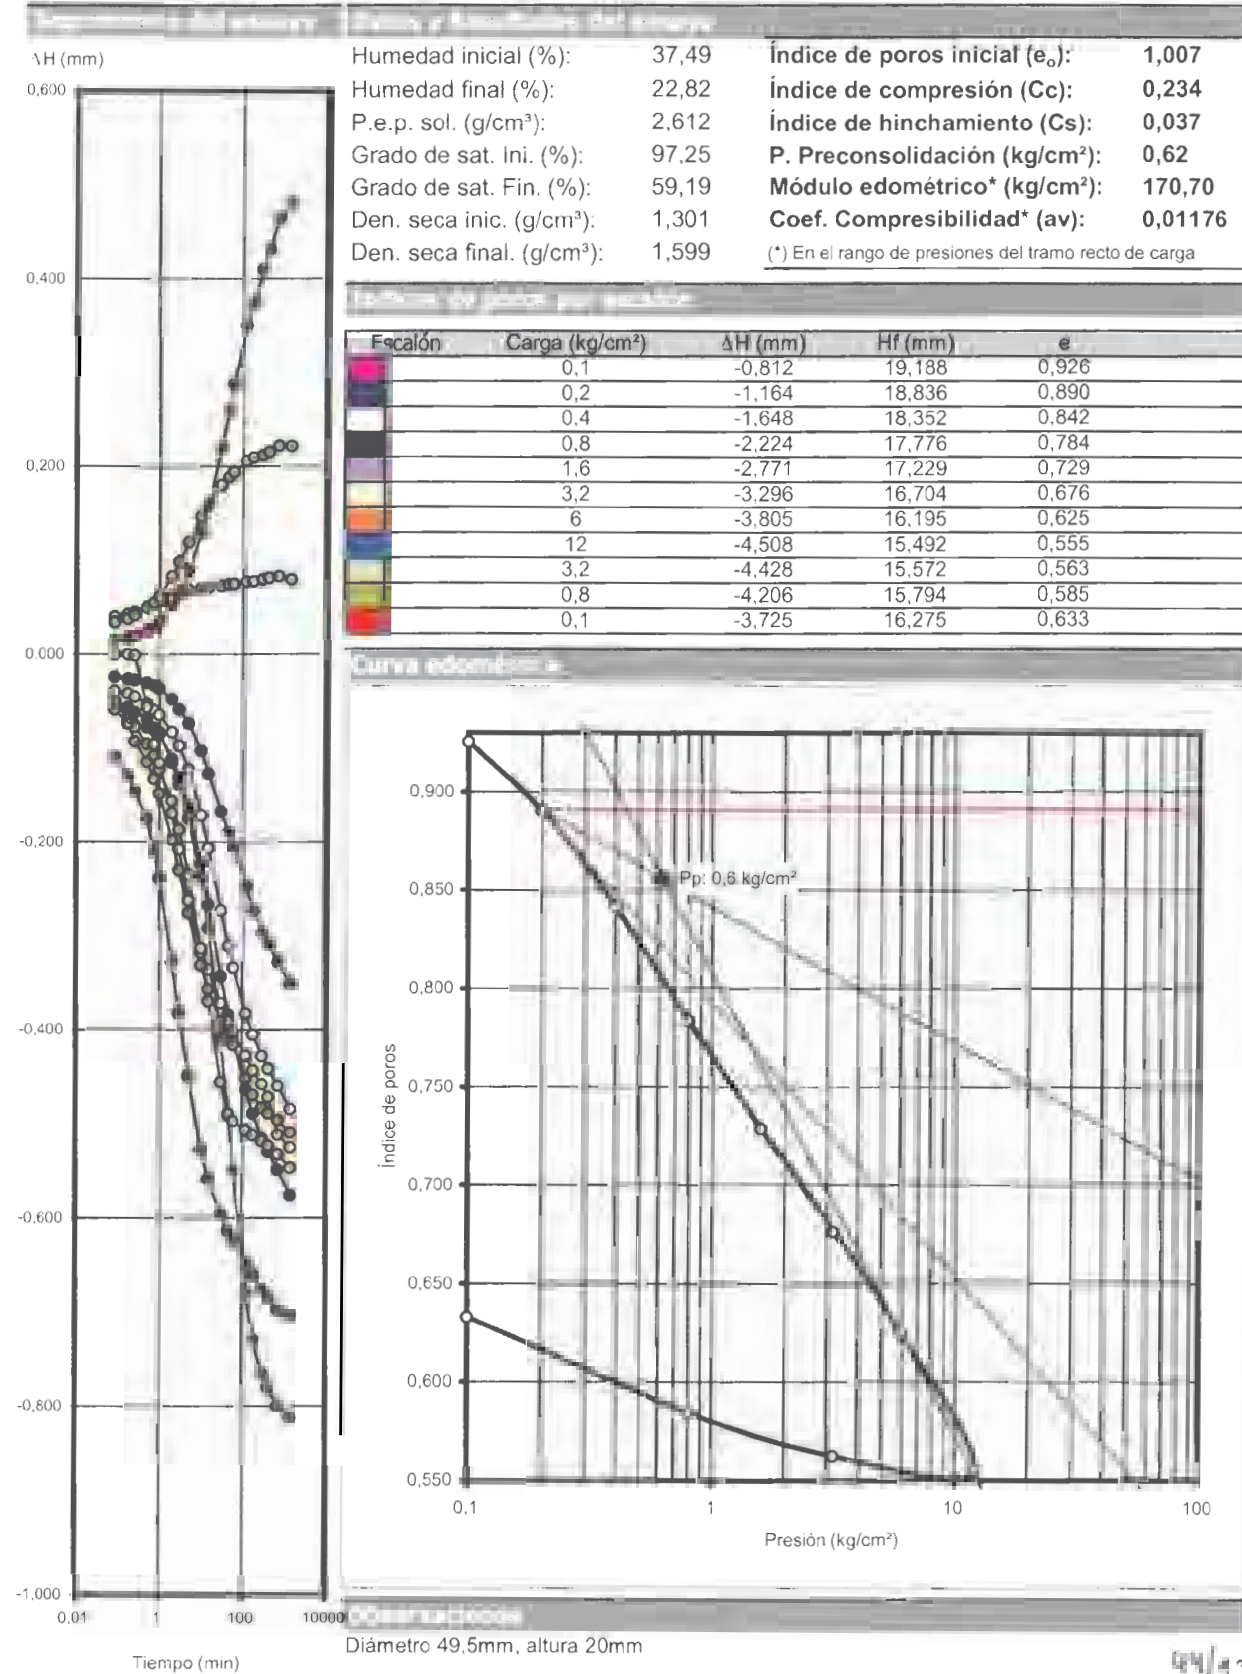 ΔH (mm)
0,600
0,400
0,200
0,000
-0,200
-0,400
-0,600
-0,800
-1,000
0.01 1 100 10000
Tiempo (min)
Humedad inicial (%): 37,49
Humedad final (%): 22,82
P.e.p. sol. (g/cm³): 2,612
Grado de sat. Ini. (%): 97,25
Grado de sat. Fin. (%): 59,19
Den. seca inic. (g/cm³): 1,301
Den. seca final. (g/cm³): 1,599
Índice de poros inicial (eₒ): 1,007
Índice de compresión (Cc): 0,234
Índice de hinchamiento (Cs): 0,037
P. Preconsolidación (kg/cm²): 0,62
Módulo edométrico* (kg/cm²): 170,70
Coef. Compresibilidad* (av): 0,01176
(*) En el rango de presiones del tramo recto de carga
Escalón Carga (kg/cm²) ΔH (mm) Hf (mm) e
0,1 -0,812 19,188 0,926
0,2 -1,164 18,836 0,890
0,4 -1,648 18,352 0,842
0,8 -2,224 17,776 0,784
1,6 -2,771 17,229 0,729
3,2 -3,296 16,704 0,676
6 -3,805 16,195 0,625
12 -4,508 15,492 0,555
3,2 -4,428 15,572 0,563
0,8 -4,206 15,794 0,585
0,1 -3,725 16,275 0,633
Curva edomé
0,900
0,850
0,800
0,750
0,700
0,650
0,600
0,550
Pp: 0,6 kg/cm²
Índice de poros
0,1 1 10 100
Presión (kg/cm²)
Diámetro 49,5mm, altura 20mm